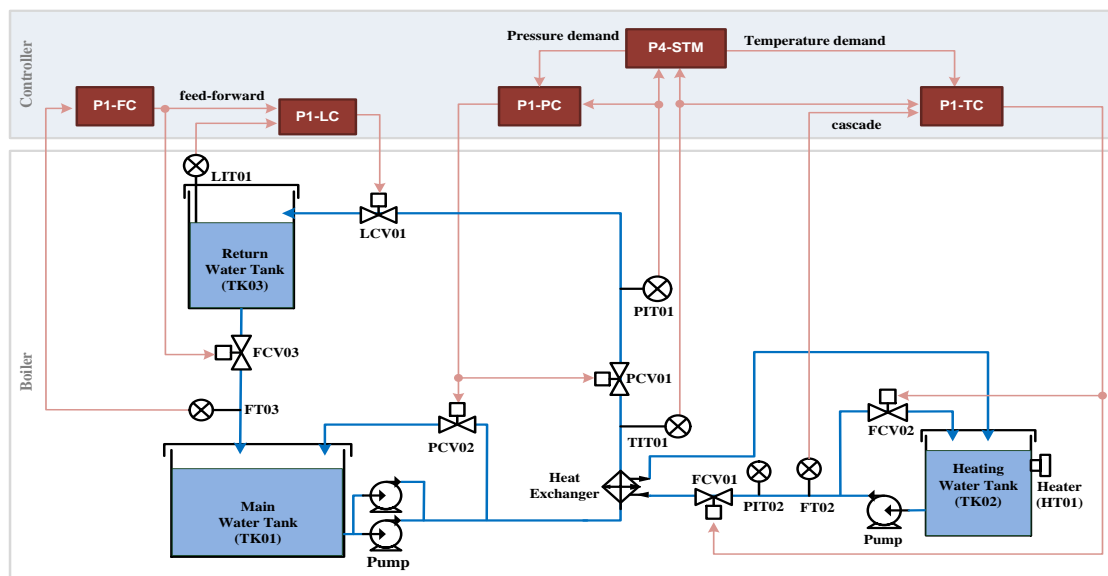 Controller
Pressure demand
P4-STM
Temperature demand
P1-FC
feed-forward
P1-LC
P1-PC
P1-TC
cascade
Boiler
LIT01
LCV01
Return
Water Tank
(TK03)
PIT01
FCV03
PCV01
FT03
PCV02
TIT01
FCV02
Heat
Exchanger
FCV01
PIT02
FT02
Heating
Water Tank
(TK02)
Heater
(HT01)
Main
Water Tank
(TK01)
Pump
Pump